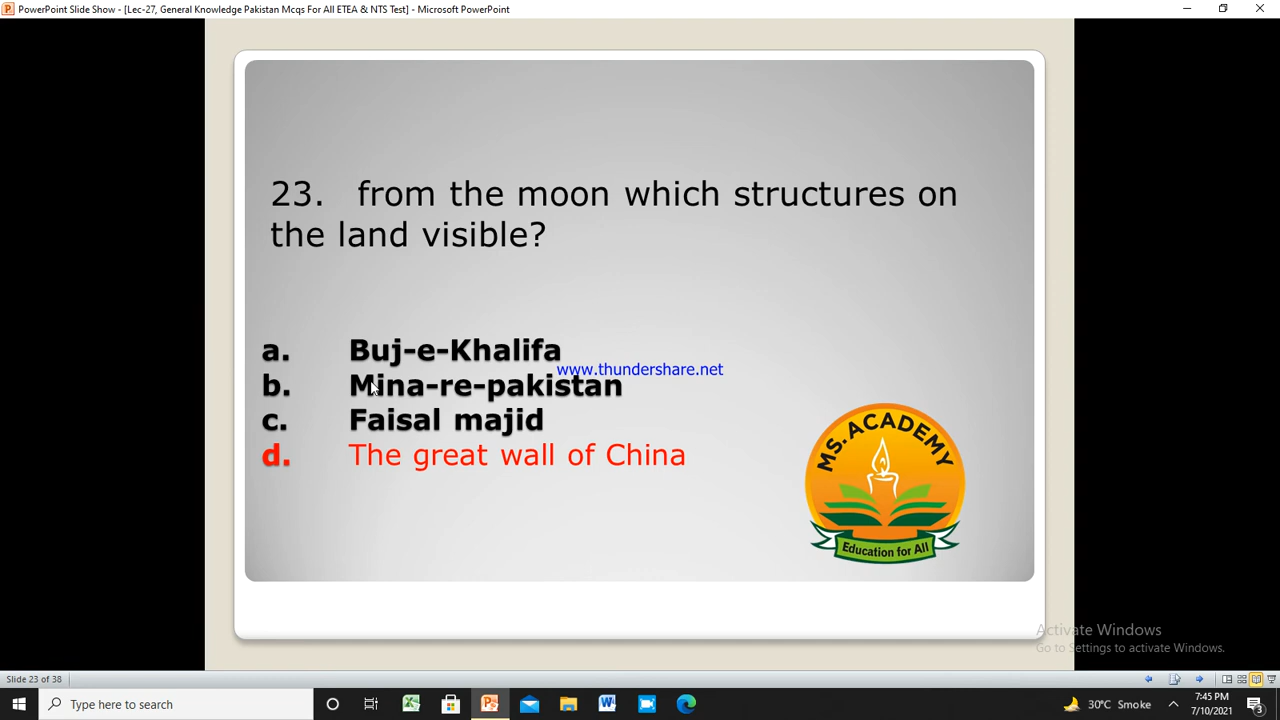 PowerPoint Slide Show - [Lec-27, General Knowledge Pakistan Mcqs For All ETEA & NTS Test] - Microsoft PowerPoint
23. from the moon which structures on
the land visible?
a. Buj-e-Khalifa
www.thundershare.net
b. Mina-re-pakistan
c. Faisal majid
d. The great wall of China
MS. ACADEMY
Education for All
Activate Windows
Go to Settings to activate Windows.
Slide 23 of 38
Type here to search
30°C Smoke
7:45 PM
7/10/2021
3